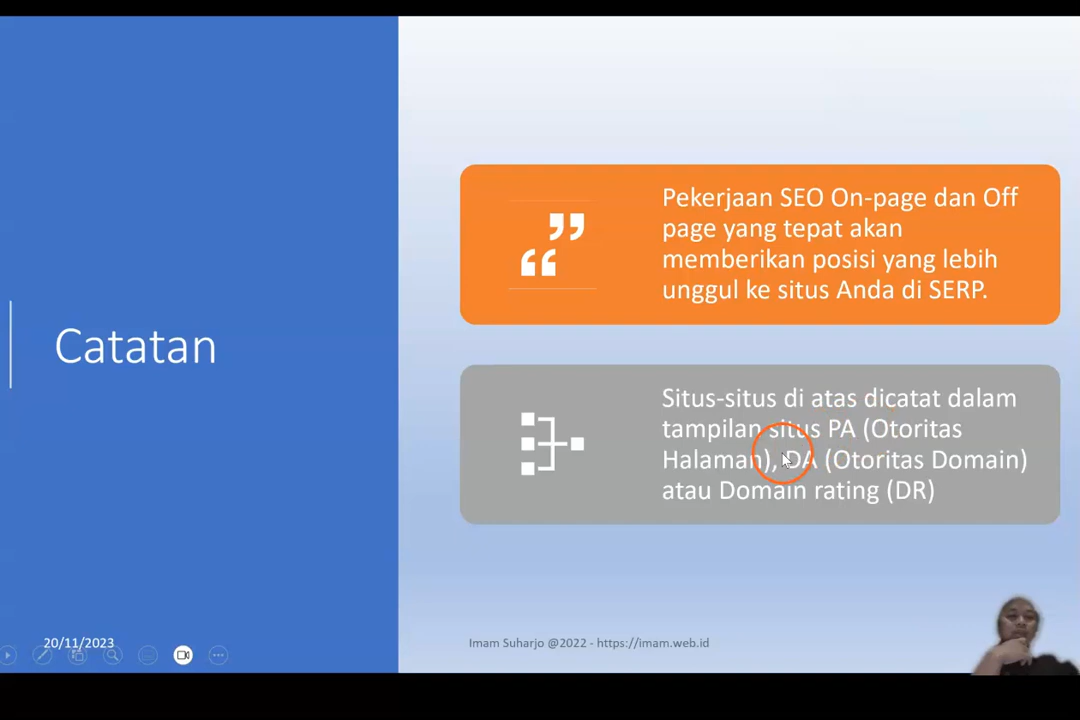 Catatan
Pekerjaan SEO On-page dan Off
page yang tepat akan
memberikan posisi yang lebih
unggul ke situs Anda di SERP.
Situs-situs di atas dicatat dalam
tampilan situs PA (Otoritas
Halaman), DA (Otoritas Domain)
atau Domain rating (DR)
20/11/2023
Imam Suharjo @2022 - https://imam.web.id